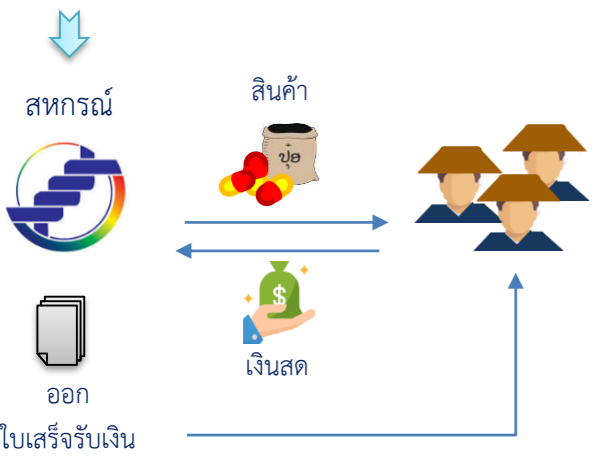 สหกรณ์
สินค้า
ปุ๋ย
$
เงินสด
ออก
ใบเสร็จรับเงิน